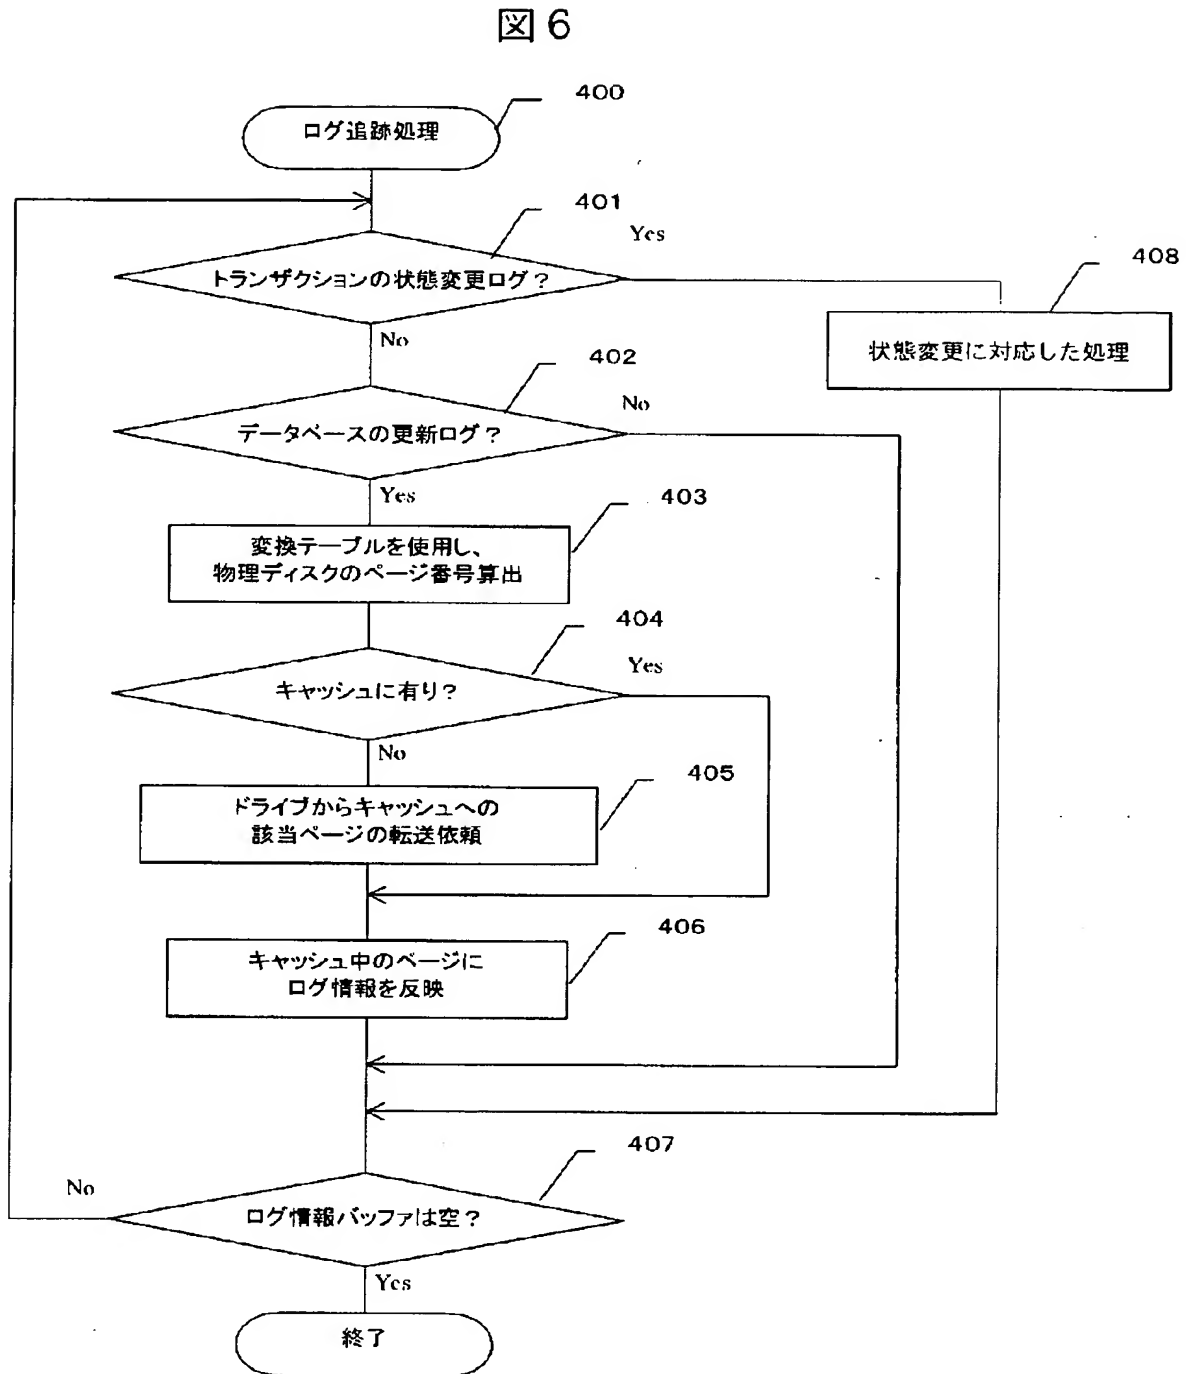 図6
400
ログ追跡処理
401
Yes
トランザクションの状態変更ログ?
408
No
状態変更に対応した処理
402
No
データベースの更新ログ?
Yes
403
変換テーブルを使用し、
物理ディスクのページ番号算出
404
Yes
キャッシュに有り?
No
405
ドライブからキャッシュへの
該当ページの転送依頼
406
キャッシュ中のページに
ログ情報を反映
407
No
ログ情報バッファは空?
Yes
終了